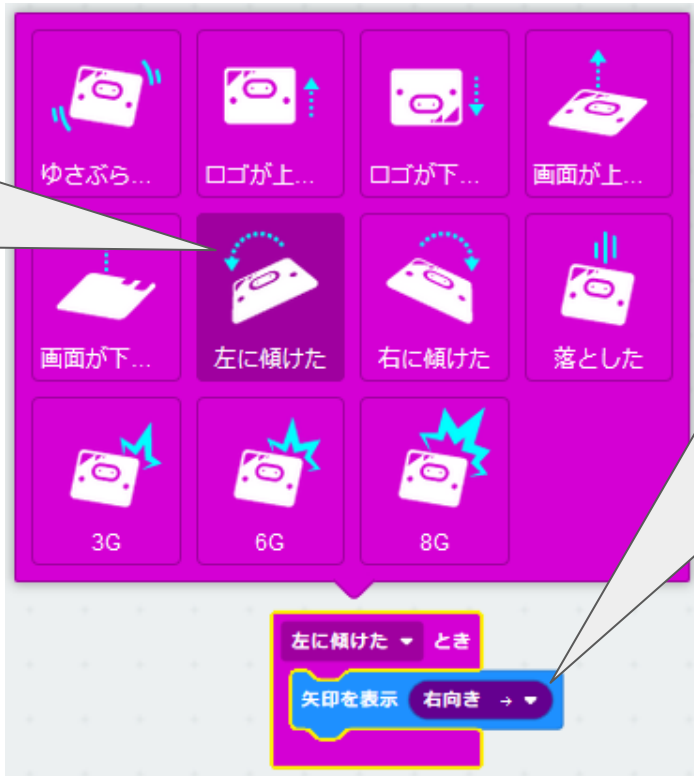 ゆさぶら...
ロゴが上...
ロゴが下...
画面が上...
画面が下...
左に傾けた
右に傾けた
落とした
3G
6G
8G
左に傾けた とき
矢印を表示 右向き →